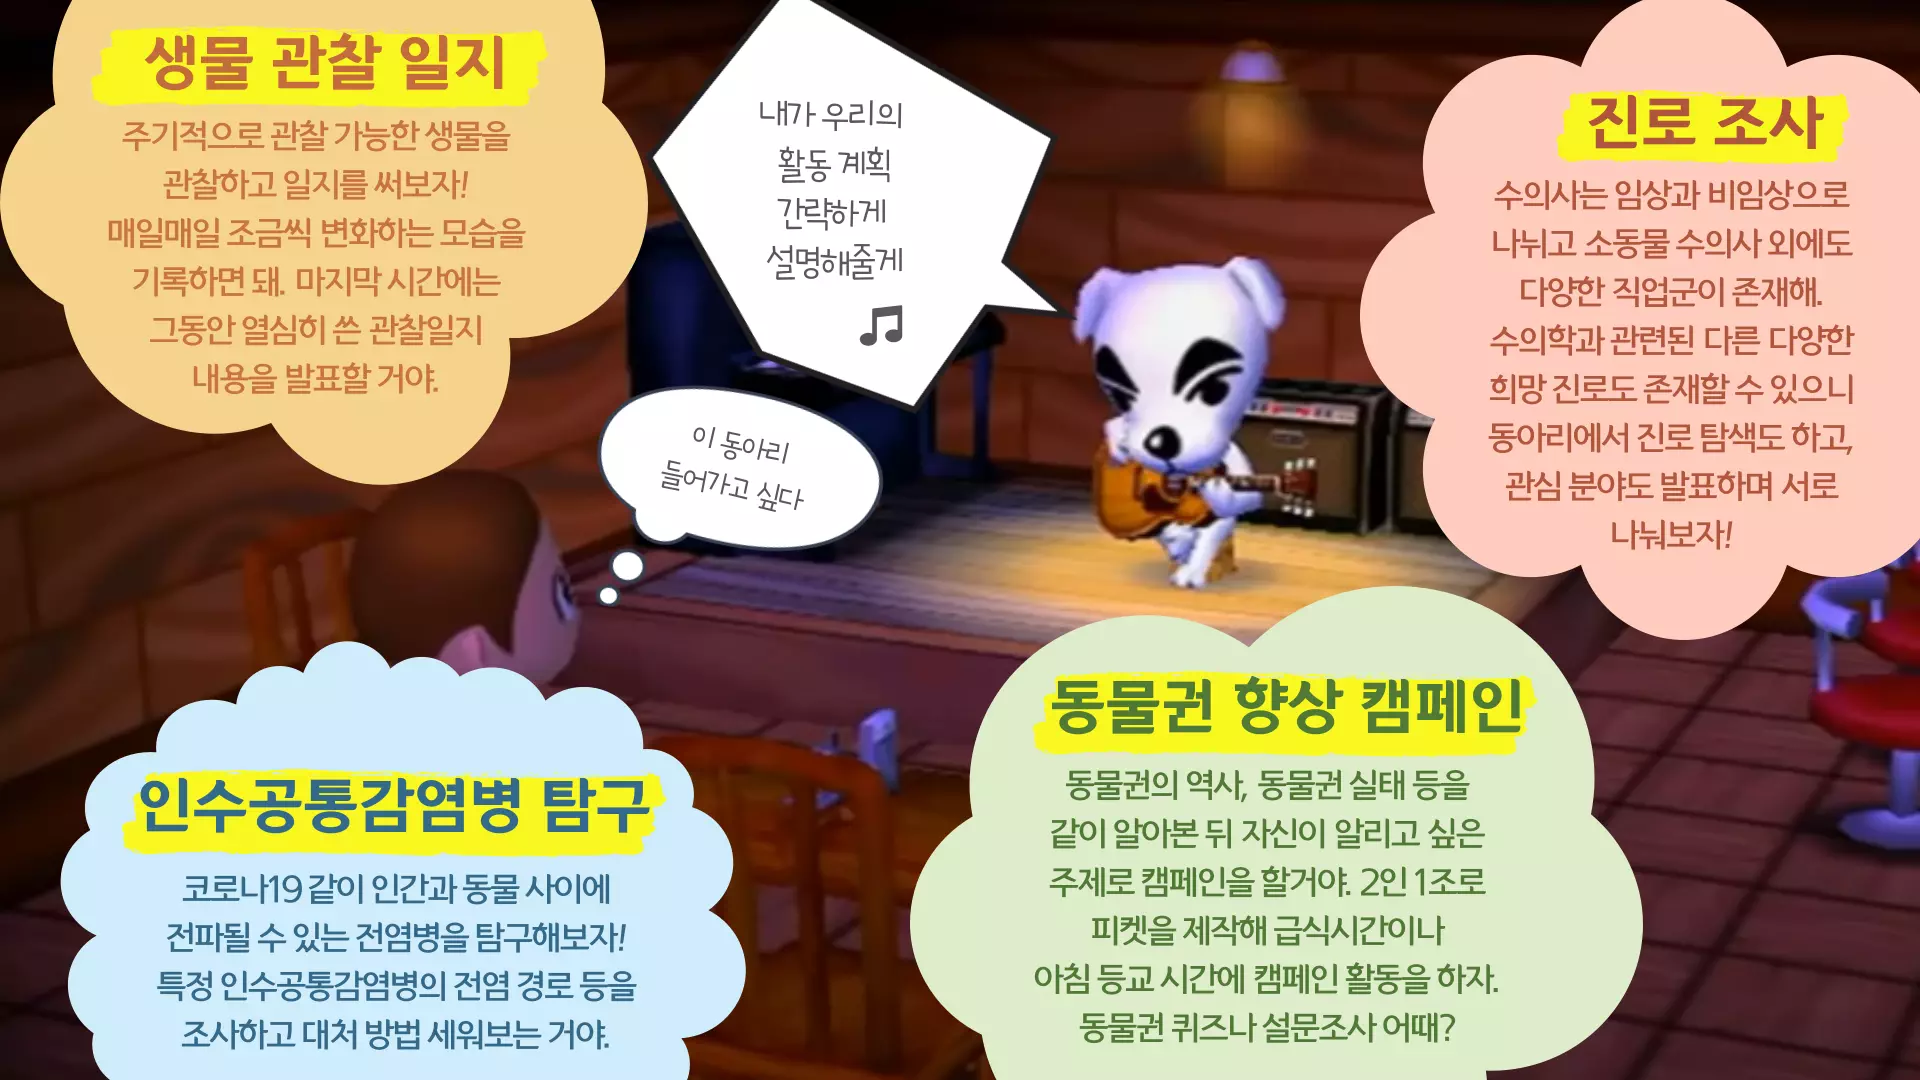 생물 관찰 일지
주기적으로 관찰 가능한 생물을
관찰하고 일지를 써보자!
매일매일 조금씩 변화하는 모습을
기록하면 돼. 마지막 시간에는
그동안 열심히 쓴 관찰일지
내용을 발표할 거야.
내가 우리의
활동 계획
간략하게
설명해줄게
이 동아리
들어가고 싶다
진로 조사
수의사는 임상과 비임상으로
나뉘고 소동물 수의사 외에도
다양한 직업군이 존재해.
수의학과 관련된 다른 다양한
희망 진로도 존재할 수 있으니
동아리에서 진로 탐색도 하고,
관심 분야도 발표하며 서로
나눠보자!
인수공통감염병 탐구
코로나19 같이 인간과 동물 사이에
전파될 수 있는 전염병을 탐구해보자!
특정 인수공통감염병의 전염 경로 등을
조사하고 대처 방법 세워보는 거야.
동물권 향상 캠페인
동물권의 역사, 동물권 실태 등을
같이 알아본 뒤 자신이 알리고 싶은
주제로 캠페인을 할거야. 2인 1조로
피켓을 제작해 급식시간이나
아침 등교 시간에 캠페인 활동을 하자.
동물권 퀴즈나 설문조사 어때?